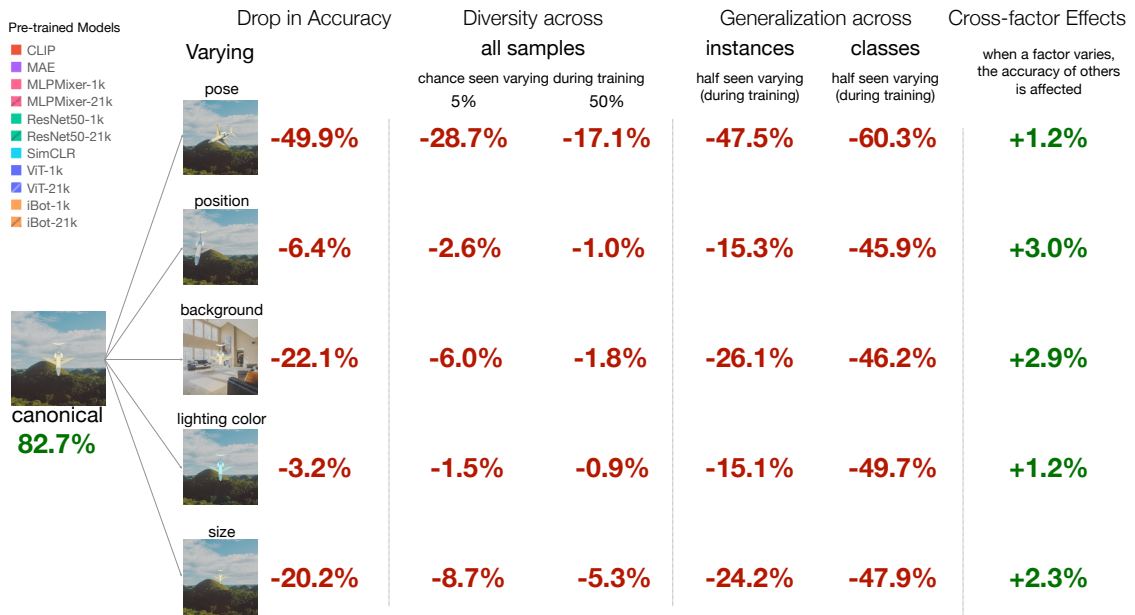 Drop in Accuracy
Diversity across
Generalization across
Cross-factor Effects
Pre-trained Models
CLIP
MAE
MLPMixer-1k
MLPMixer-21k
ResNet50-1k
ResNet50-21k
SimCLR
ViT-1k
ViT-21k
iBot-1k
iBot-21k
Varying
all samples
instances
classes
when a factor varies,
the accuracy of others
is affected
chance seen varying during training
half seen varying
(during training)
half seen varying
(during training)
5%
50%
pose
-49.9%
-28.7%
-17.1%
-47.5%
-60.3%
+1.2%
position
-6.4%
-2.6%
-1.0%
-15.3%
-45.9%
+3.0%
background
-22.1%
-6.0%
-1.8%
-26.1%
-46.2%
+2.9%
canonical
82.7%
lighting color
-3.2%
-1.5%
-0.9%
-15.1%
-49.7%
+1.2%
size
-20.2%
-8.7%
-5.3%
-24.2%
-47.9%
+2.3%